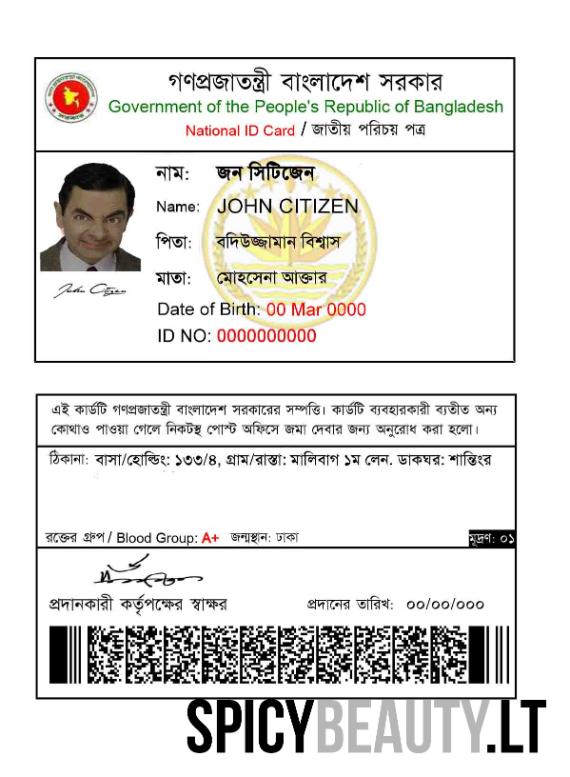 গণপ্রজাতন্ত্রী বাংলাদেশ সরকার
Government of the People's Republic of Bangladesh
National ID Card / জাতীয় পরিচয় পত্র
নাম: জন সিটিজেন
Name: JOHN CITIZEN
পিতা: বদিউজ্জামান বিশ্বাস
মাতা: মোহসেনা আক্তার
John Citizen
Date of Birth: 00 Mar 0000
ID NO: 0000000000
এই কার্ডটি গণপ্রজাতন্ত্রী বাংলাদেশ সরকারের সম্পত্তি। কার্ডটি ব্যবহারকারী ব্যতীত অন্য
কোথাও পাওয়া গেলে নিকটস্থ পোস্ট অফিসে জমা দেবার জন্য অনুরোধ করা হলো।
ঠিকানা: বাসা/হোল্ডিং: ১৩৩/৪, গ্রাম/রাস্তা: মালিবাগ ১ম লেন. ডাকঘর: শান্তিংর
রক্তের গ্রুপ / Blood Group: A+ জন্মস্থান: ঢাকা মুদ্রণ: ০১
প্রদানকারী কর্তৃপক্ষের স্বাক্ষর প্রদানের তারিখ: ০০/০০/০০০
SPICYBEAUTY.LT